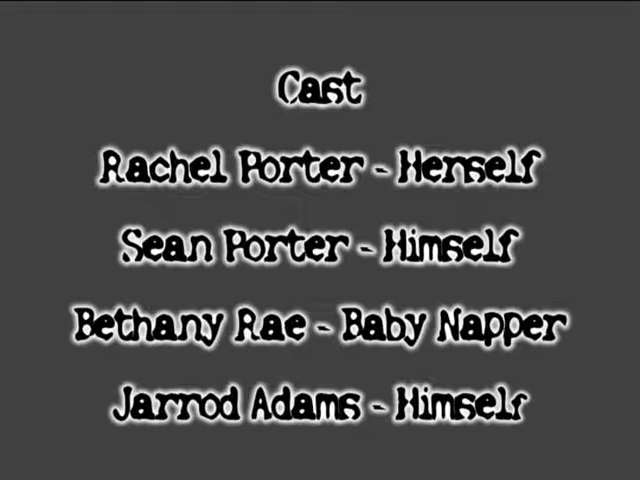 Cast
Rachel Porter - Herself
Sean Porter - Himself
Bethany Rae - Baby Napper
Jarrod Adams - Himself